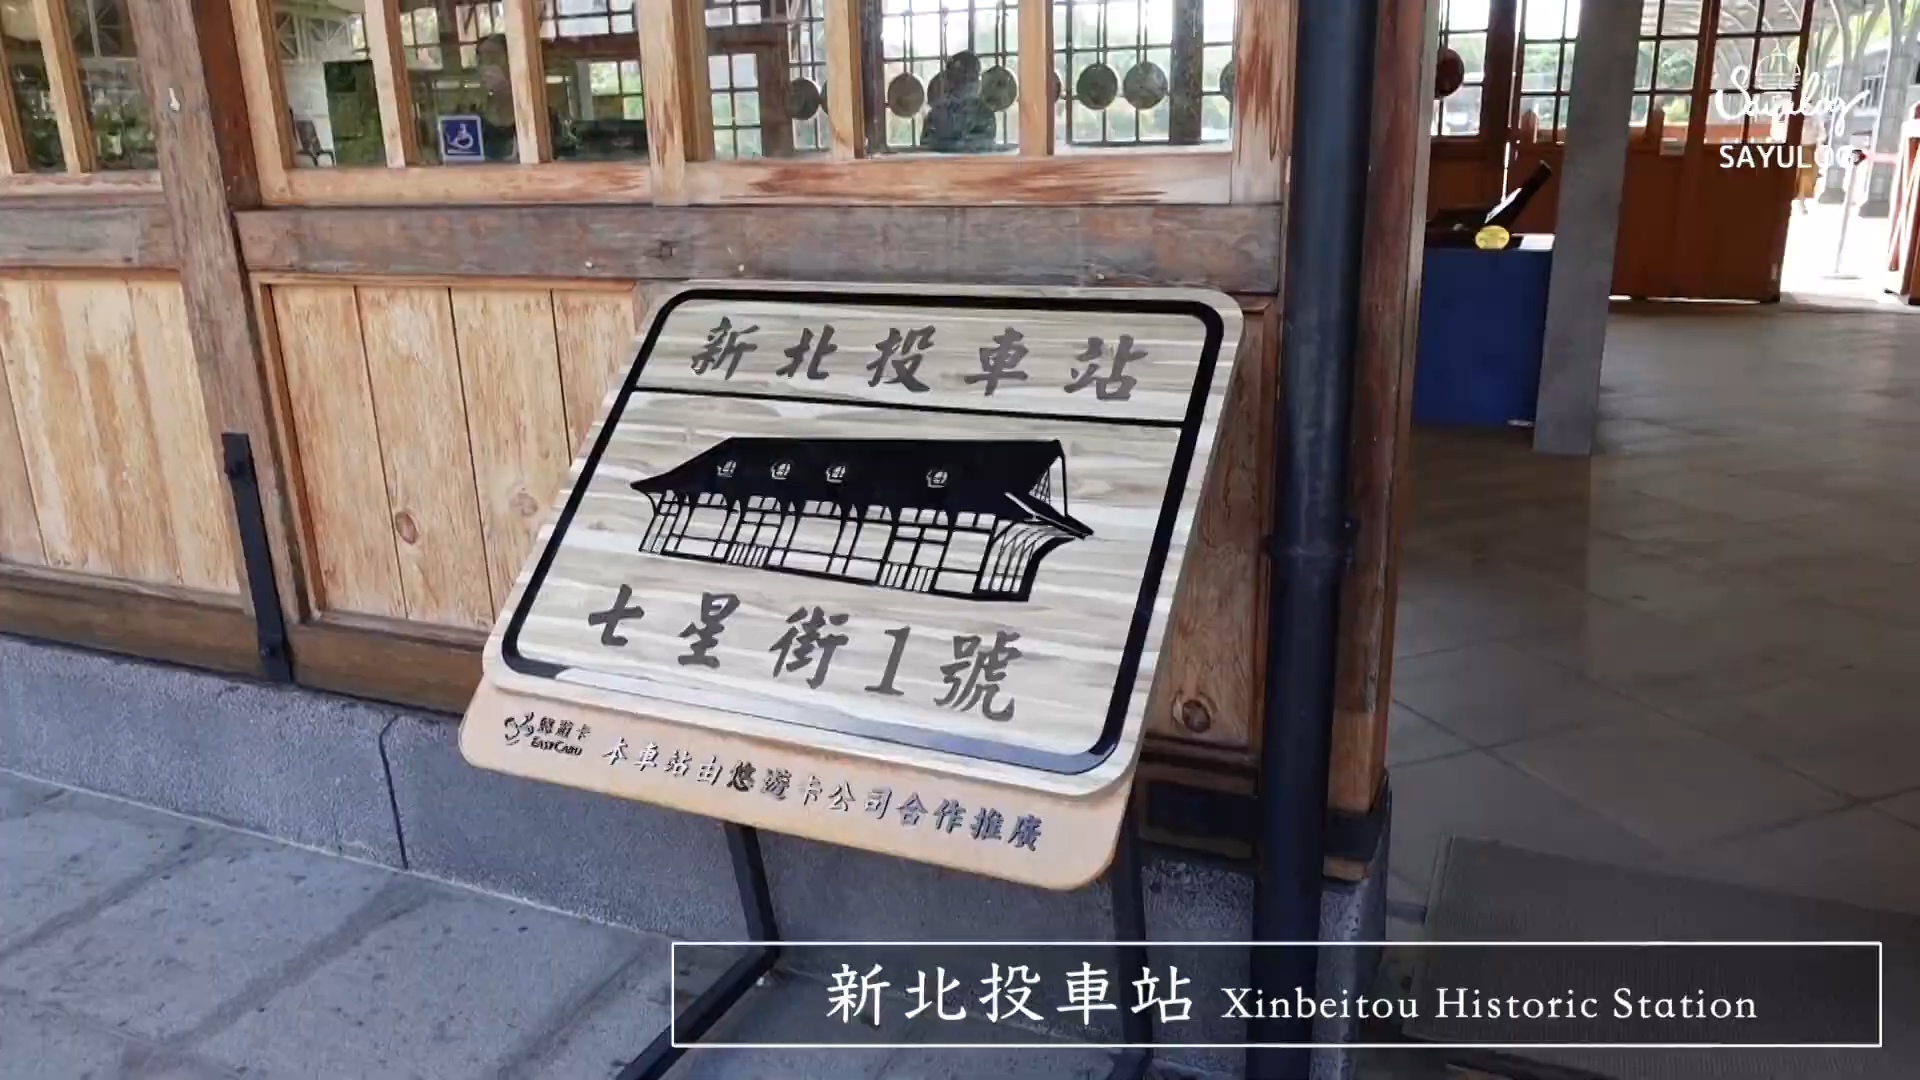 Sayulog
SAYULOG
新北投車站
七星街1號
悠遊卡
EASYCARD
本車站由悠遊卡公司合作推廣
新北投車站 Xinbeitou Historic Station